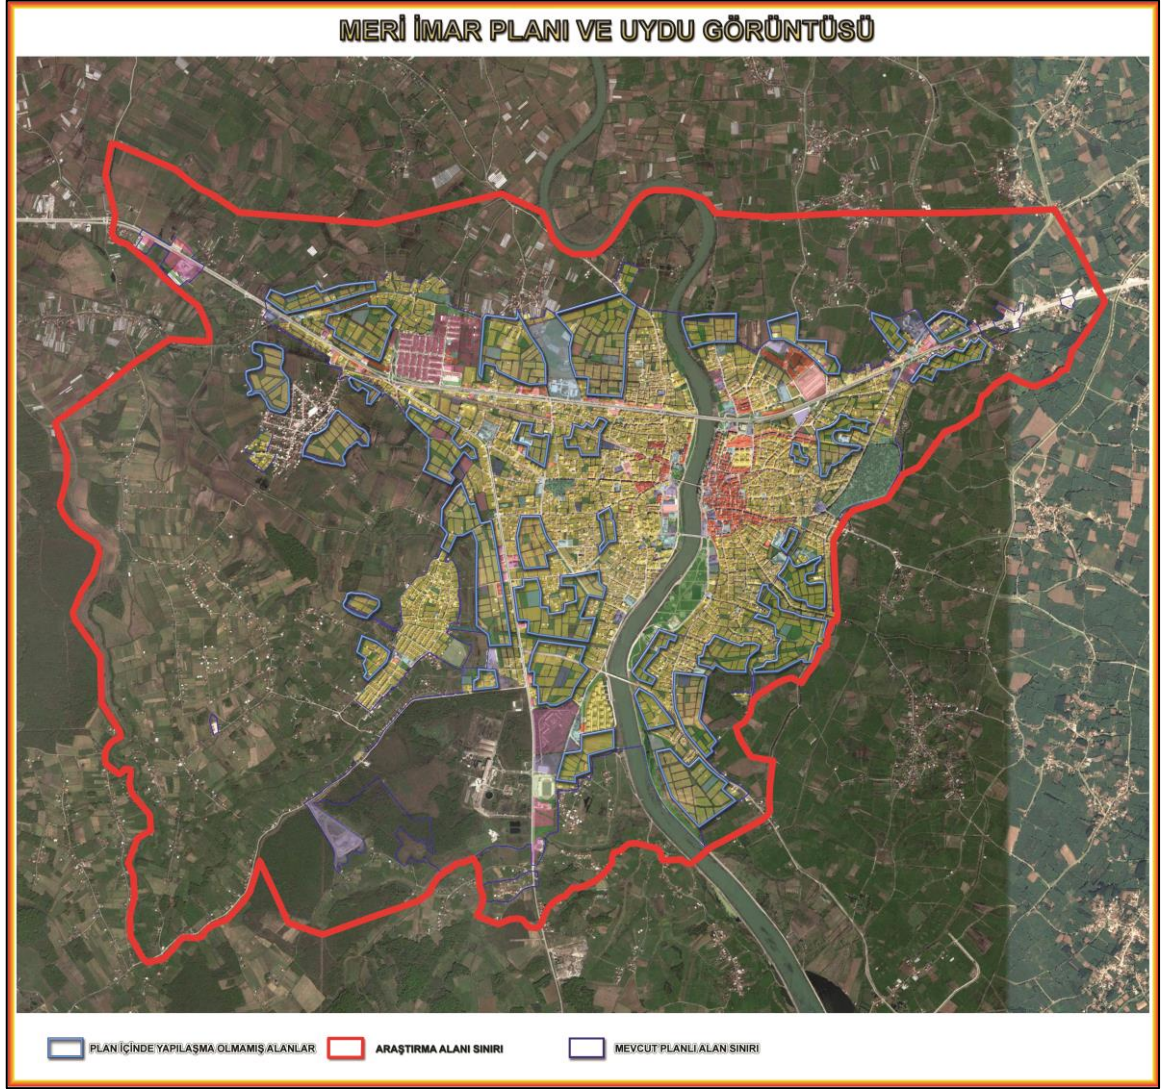 MERİ İMAR PLANI VE UYDU GÖRÜNTÜSÜ
PLAN İÇİNDE YAPILAŞMA OLMAMIŞ ALANLAR
ARAŞTIRMA ALANI SINIRI
MEVCUT PLANLI ALAN SINIRI